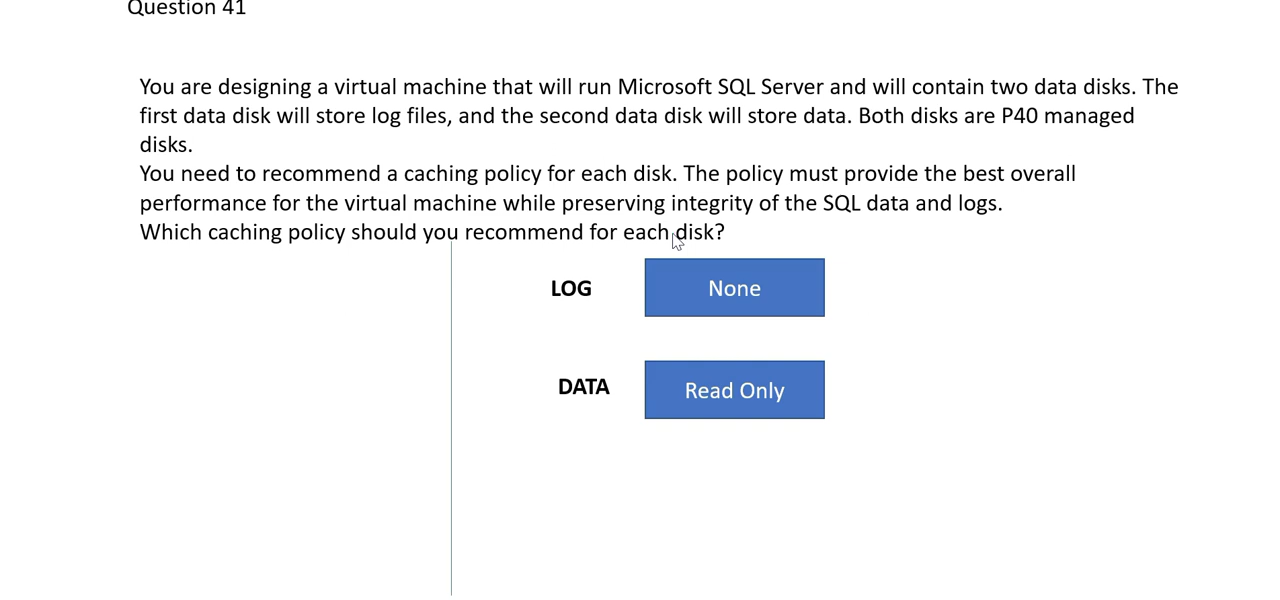 Question 41
You are designing a virtual machine that will run Microsoft SQL Server and will contain two data disks. The
first data disk will store log files, and the second data disk will store data. Both disks are P40 managed
disks.
You need to recommend a caching policy for each disk. The policy must provide the best overall
performance for the virtual machine while preserving integrity of the SQL data and logs.
Which caching policy should you recommend for each disk?
LOG None
DATA Read Only